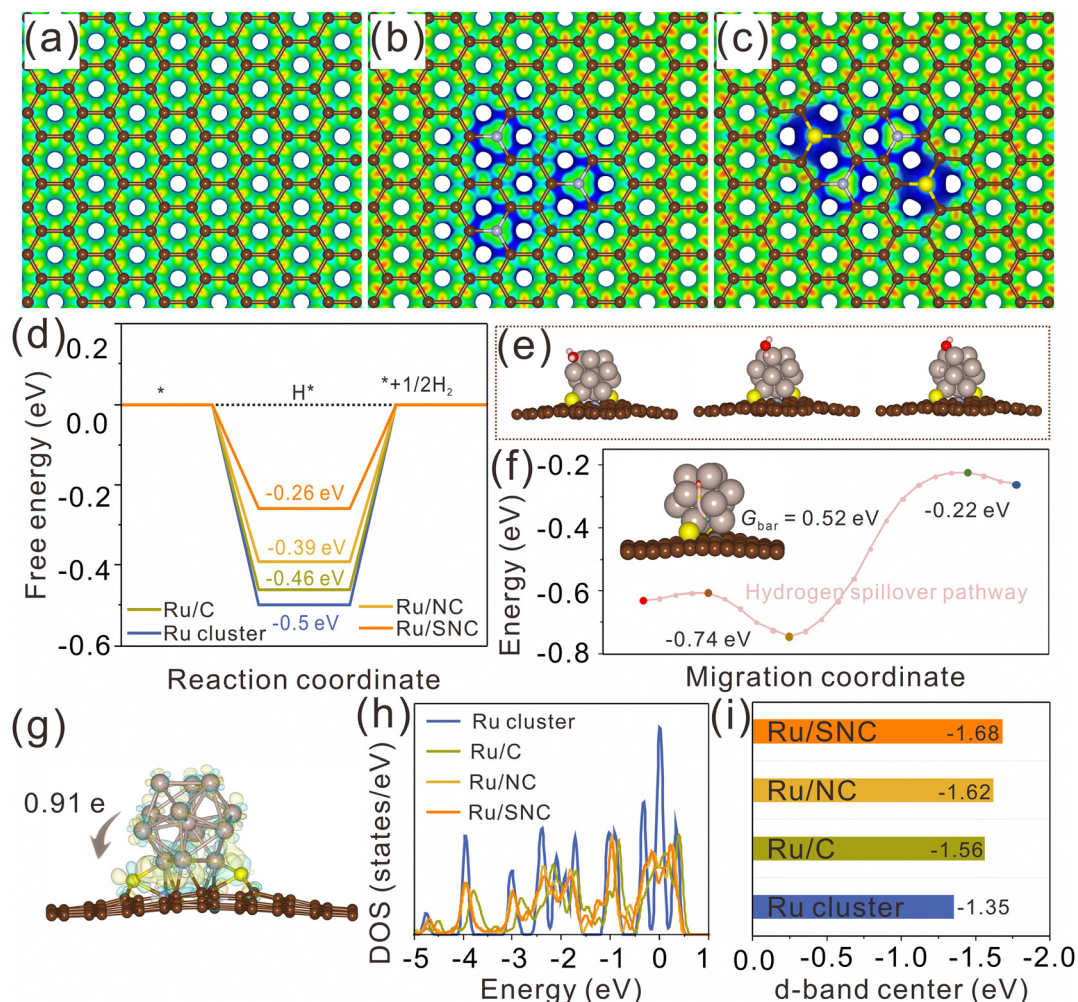 (a)
(b)
(c)
(d)
0.2
0.0
-0.2
-0.4
-0.6
Free energy (eV)
*
H*
*+1/2H₂
-0.26 eV
-0.39 eV
-0.46 eV
-0.5 eV
Ru/C
Ru cluster
Ru/NC
Ru/SNC
Reaction coordinate
(e)
(f)
-0.2
-0.4
-0.6
-0.8
Energy (eV)
G_bar = 0.52 eV
-0.22 eV
Hydrogen spillover pathway
-0.74 eV
Migration coordinate
(g)
0.91 e
(h)
DOS (states/eV)
Ru cluster
Ru/C
Ru/NC
Ru/SNC
-5 -4 -3 -2 -1 0 1
Energy (eV)
(i)
Ru/SNC -1.68
Ru/NC -1.62
Ru/C -1.56
Ru cluster -1.35
0.0 -0.5 -1.0 -1.5 -2.0
d-band center (eV)